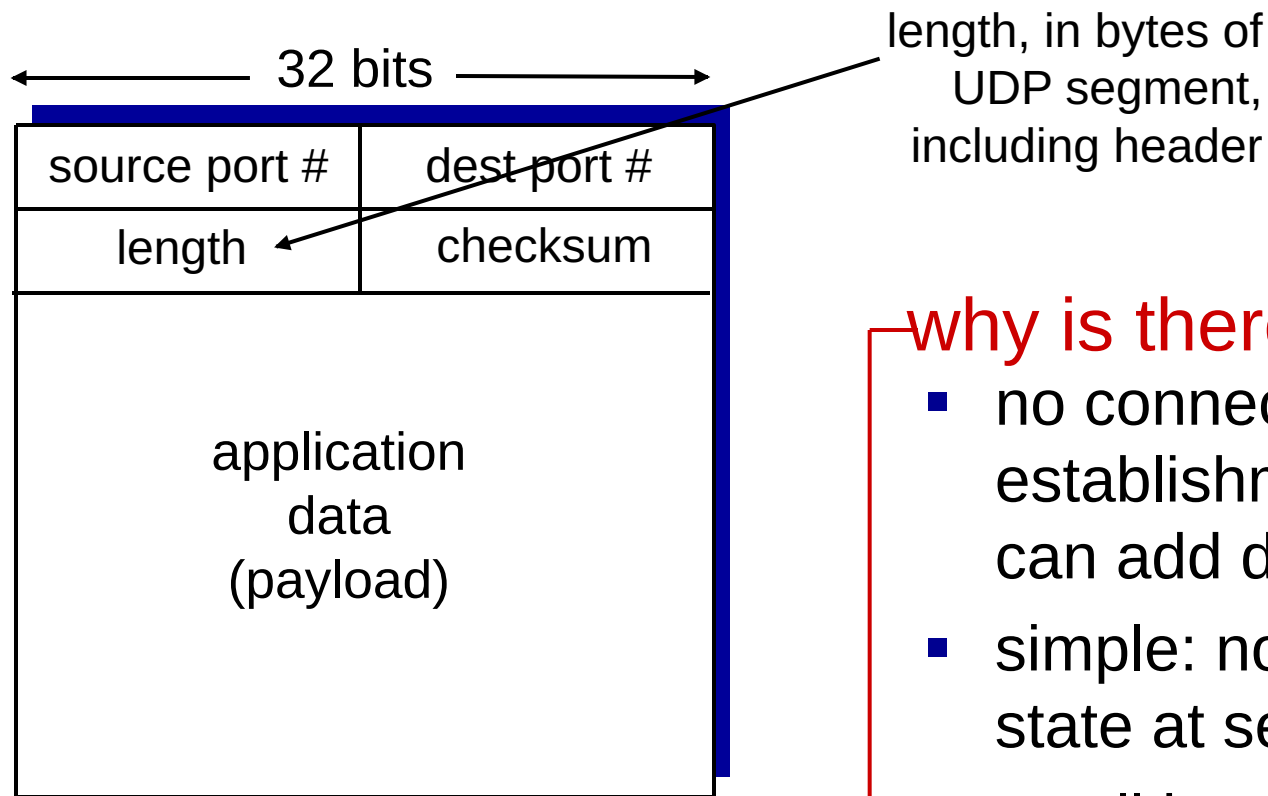 length, in bytes of
UDP segment,
including header
32 bits
source port #
dest port #
length
checksum
application
data
(payload)
why is ther
no connec
establishn
can add d
simple: no
state at se